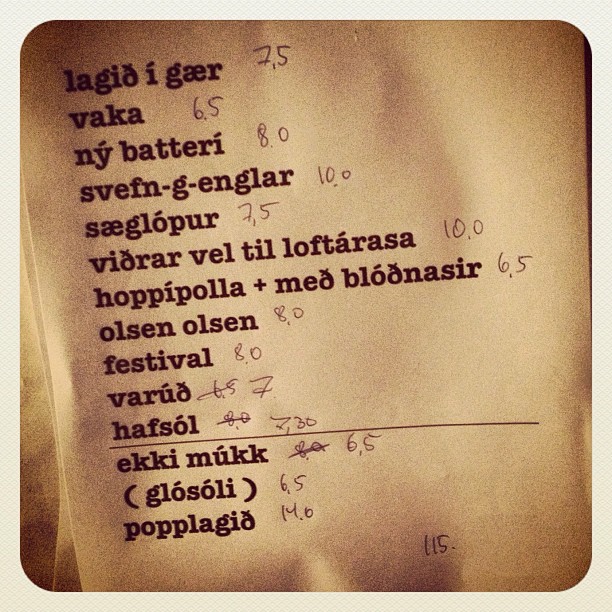 lagið í gær 7,5
vaka 6,5
ný batterí 8.0
svefn-g-englar 10,0
sæglópur 7,5
viðrar vel til loftárasa 10,0
hoppípolla + með blóðnasir 6,5
olsen olsen 8,0
festival 8,0
varúð 6,5 7
hafsól 8,0 7,30
ekki múkk 8,0 6,5
( glósóli ) 6,5
popplagið 14.0
115.